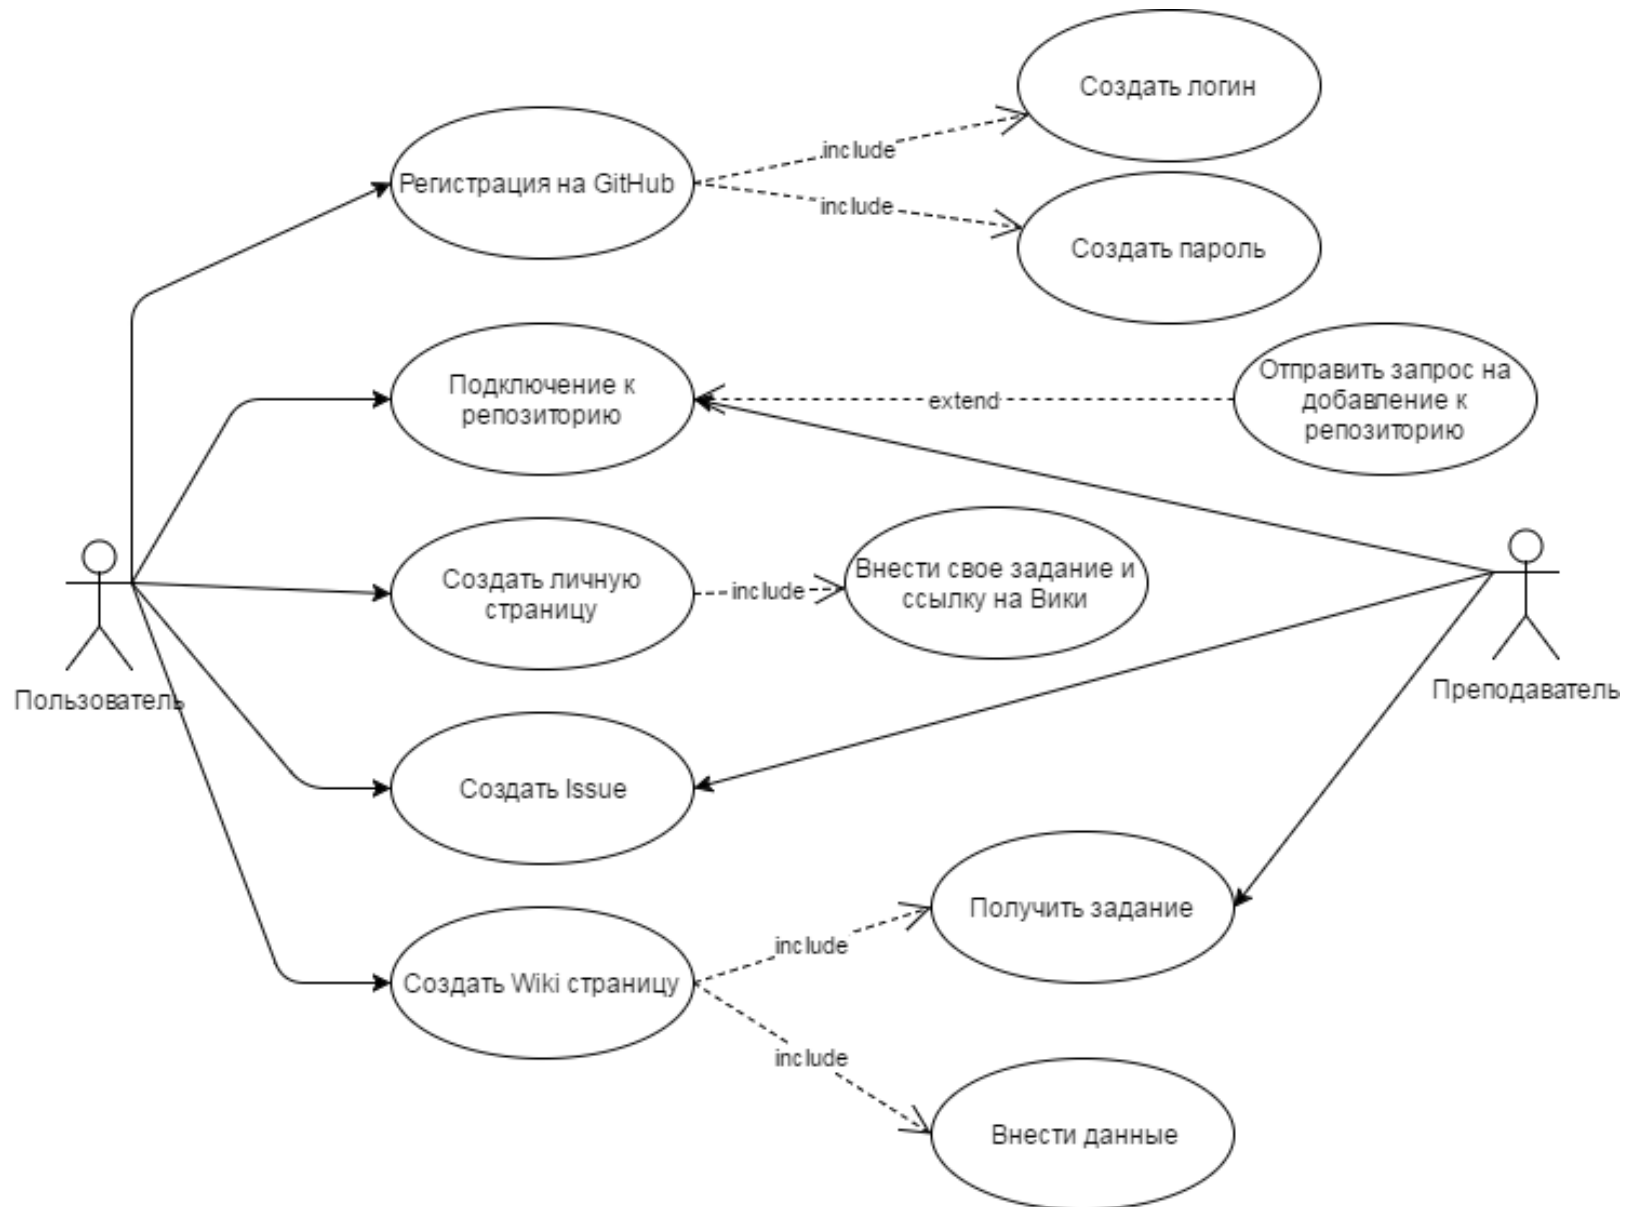 Создать логин
include
Регистрация на GitHub
include
Создать пароль
Подключение к
репозиторию
extend
Отправить запрос на
добавление к
репозиторию
Создать личную
страницу
include
Внести свое задание и
ссылку на Вики
Пользователь
Преподаватель
Создать Issue
Получить задание
include
Создать Wiki страницу
include
Внести данные